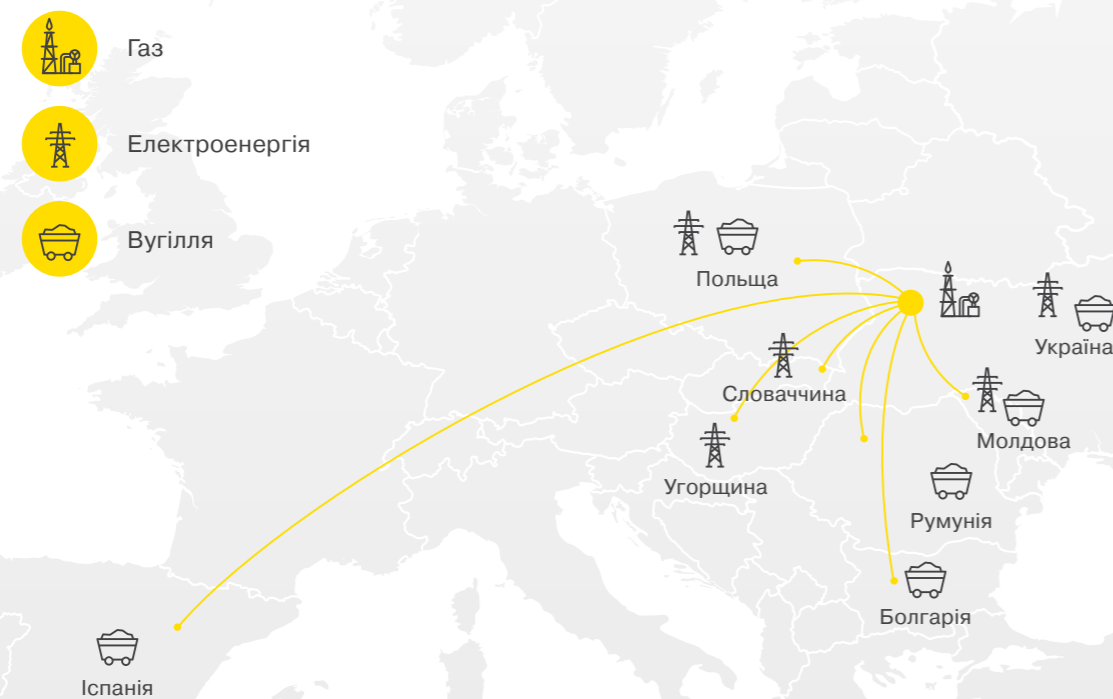 Газ
Електроенергія
Вугілля
Польща
Україна
Словаччина
Молдова
Угорщина
Румунія
Болгарія
Іспанія